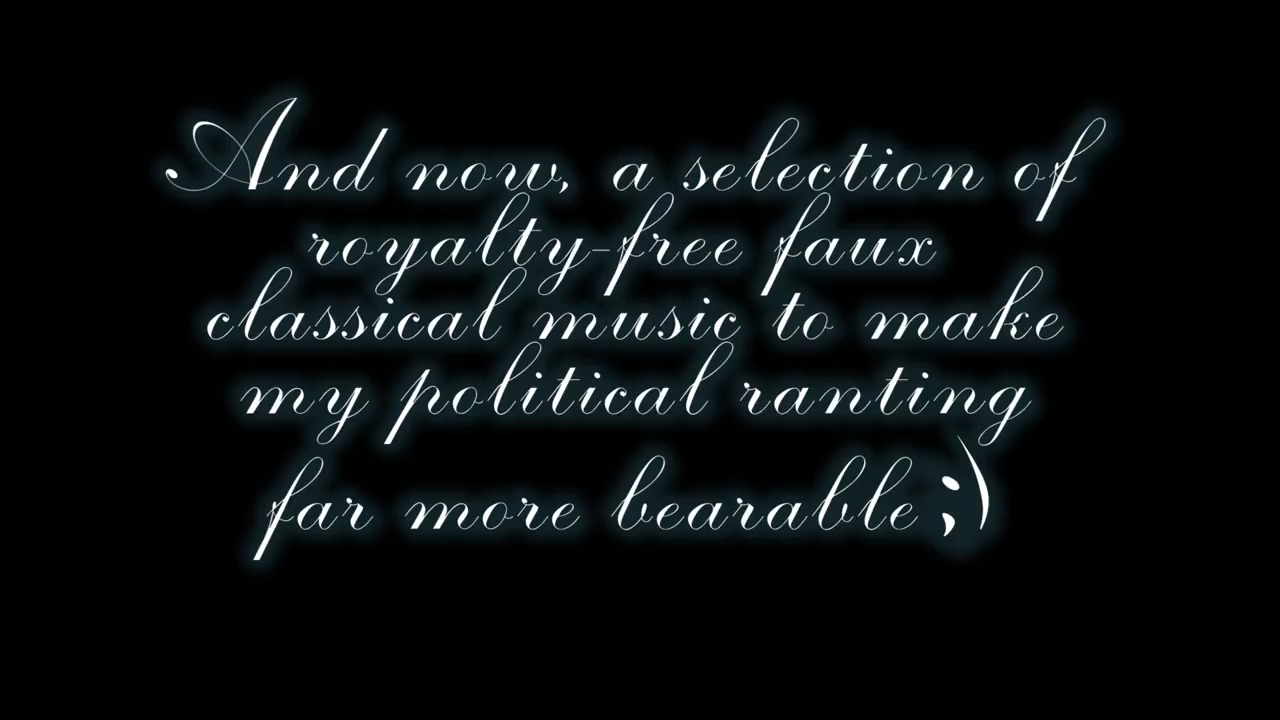 And now, a selection of
royalty-free faux
classical music to make
my political ranting
far more bearable ;)